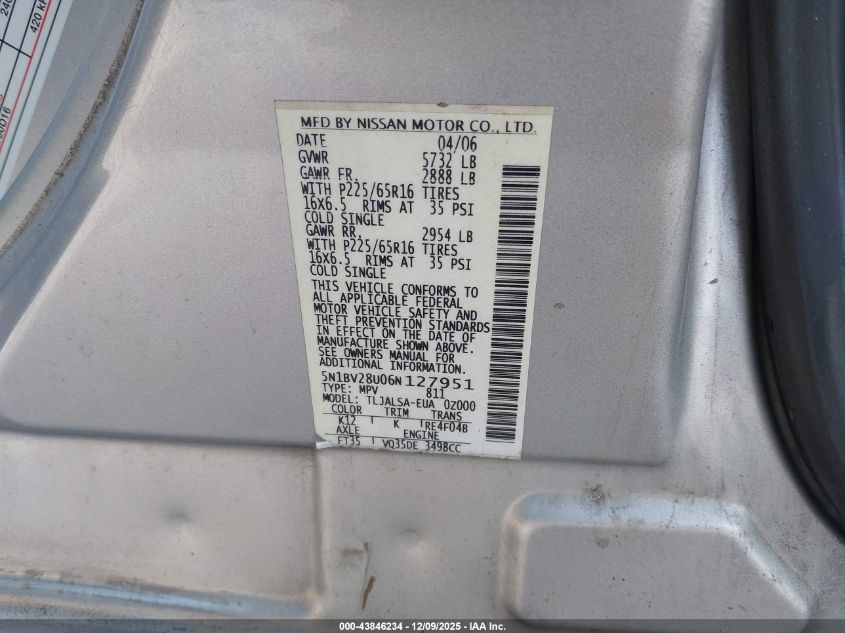 240
420 kP
00D16
MFD BY NISSAN MOTOR CO., LTD.
DATE 04/06
GVWR 5732 LB
GAWR FR. 2888 LB
WITH P225/65R16 TIRES
16X6.5 RIMS AT 35 PSI
COLD SINGLE
GAWR RR. 2954 LB
WITH P225/65R16 TIRES
16X6.5 RIMS AT 35 PSI
COLD SINGLE
THIS VEHICLE CONFORMS TO
ALL APPLICABLE FEDERAL
MOTOR VEHICLE SAFETY AND
THEFT PREVENTION STANDARDS
IN EFFECT ON THE DATE OF
MANUFACTURE SHOWN ABOVE.
SEE OWNERS MANUAL FOR
ADDITIONAL INFORMATION.
5N1BV28U06N127951
TYPE: MPV 811
MODEL: TLJALSA-EUA 0Z000
COLOR TRIM TRANS
K12 K RE4F04B
AXLE ENGINE
FT35 VQ35DE 3498CC
000-43846234 - 12/09/2025 - IAA Inc.